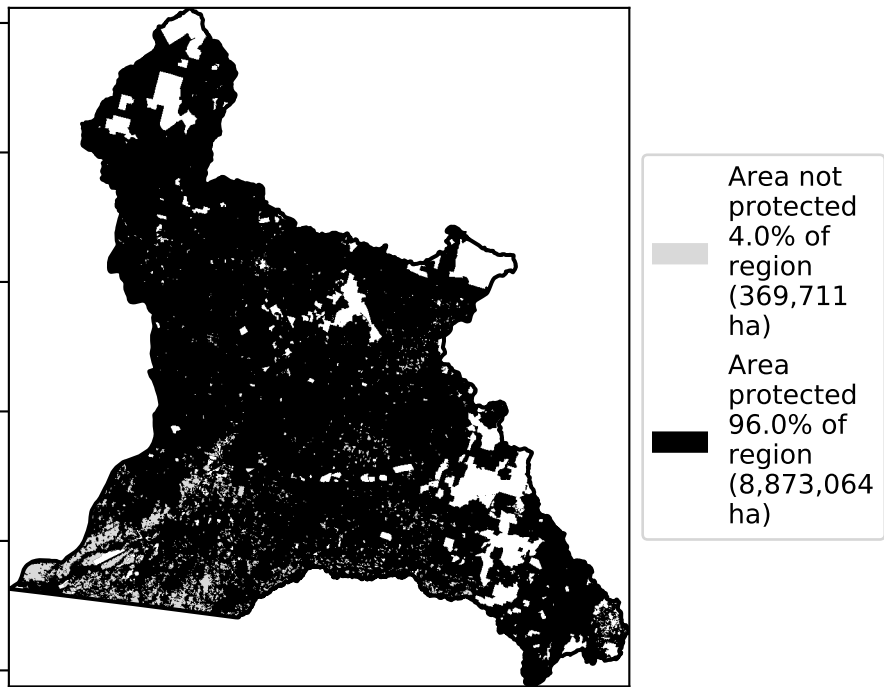 Area not
protected
4.0% of
region
(369,711
ha)
Area
protected
96.0% of
region
(8,873,064
ha)